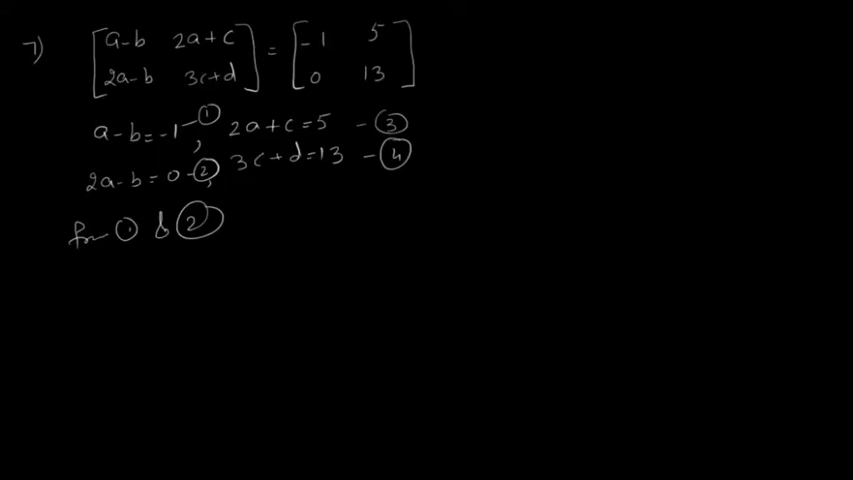 7) [a-b 2a+c] = [-1 5]
[2a-b 3c+d] [0 13]
a-b=-1 - ①, 2a+c=5 - ③
2a-b=0 - ②, 3c+d=13 - ④
from ① & ②